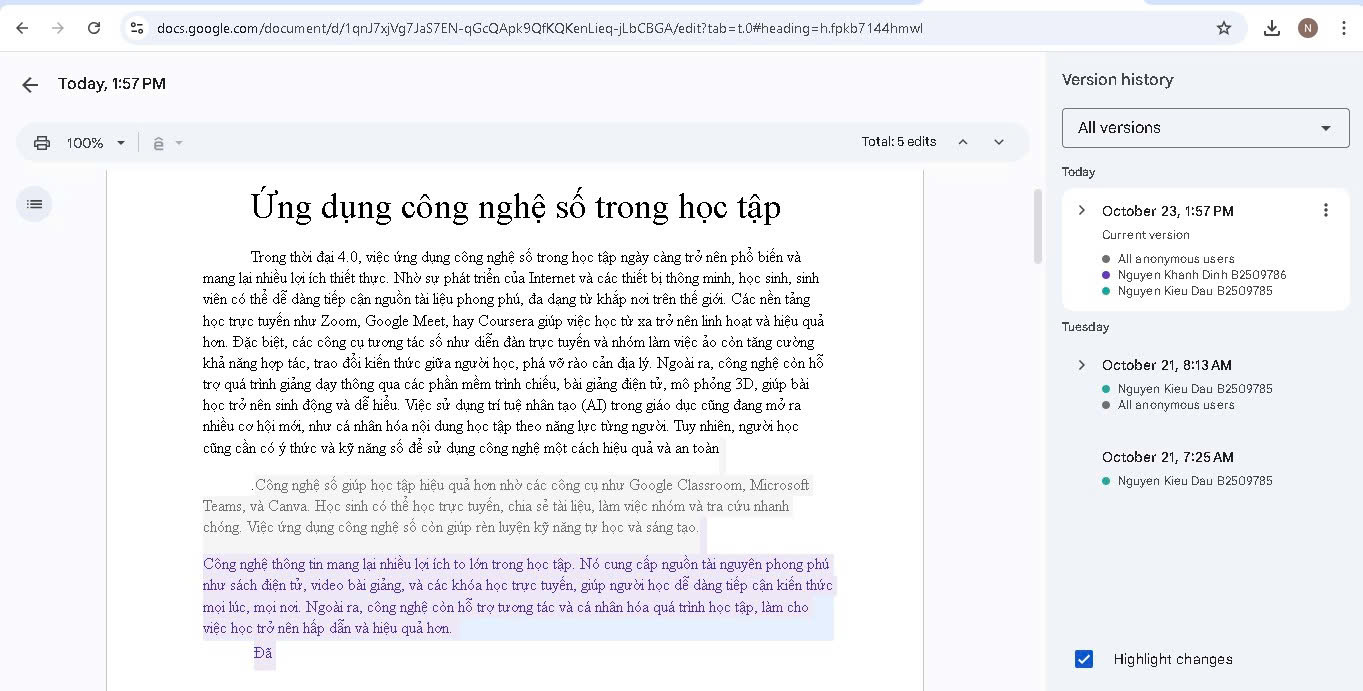 docs.google.com/document/d/1qnJ7xjVg7JaS7EN-qGcQApk9QfKQKenLieq-jLbCBGA/edit?tab=t.0#heading=h.fpkb7144hmwl
N
Today, 1:57 PM
100%
Total: 5 edits
Ứng dụng công nghệ số trong học tập
Trong thời đại 4.0, việc ứng dụng công nghệ số trong học tập ngày càng trở nên phổ biến và
mang lại nhiều lợi ích thiết thực. Nhờ sự phát triển của Internet và các thiết bị thông minh, học sinh, sinh
viên có thể dễ dàng tiếp cận nguồn tài liệu phong phú, đa dạng từ khắp nơi trên thế giới. Các nền tảng
học trực tuyến như Zoom, Google Meet, hay Coursera giúp việc học từ xa trở nên linh hoạt và hiệu quả
hơn. Đặc biệt, các công cụ tương tác số như diễn đàn trực tuyến và nhóm làm việc ảo còn tăng cường
khả năng hợp tác, trao đổi kiến thức giữa người học, phá vỡ rào cản địa lý. Ngoài ra, công nghệ còn hỗ
trợ quá trình giảng dạy thông qua các phần mềm trình chiếu, bài giảng điện tử, mô phỏng 3D, giúp bài
học trở nên sinh động và dễ hiểu. Việc sử dụng trí tuệ nhân tạo (AI) trong giáo dục cũng đang mở ra
nhiều cơ hội mới, như cá nhân hóa nội dung học tập theo năng lực từng người. Tuy nhiên, người học
cũng cần có ý thức và kỹ năng số để sử dụng công nghệ một cách hiệu quả và an toàn
.Công nghệ số giúp học tập hiệu quả hơn nhờ các công cụ như Google Classroom, Microsoft
Teams, và Canva. Học sinh có thể học trực tuyến, chia sẻ tài liệu, làm việc nhóm và tra cứu nhanh
chóng. Việc ứng dụng công nghệ số còn giúp rèn luyện kỹ năng tự học và sáng tạo.
Công nghệ thông tin mang lại nhiều lợi ích to lớn trong học tập. Nó cung cấp nguồn tài nguyên phong phú
như sách điện tử, video bài giảng, và các khóa học trực tuyến, giúp người học dễ dàng tiếp cận kiến thức
mọi lúc, mọi nơi. Ngoài ra, công nghệ còn hỗ trợ tương tác và cá nhân hóa quá trình học tập, làm cho
việc học trở nên hấp dẫn và hiệu quả hơn.
Đã
Version history
All versions
Today
October 23, 1:57 PM
Current version
All anonymous users
Nguyen Khanh Dinh B2509786
Nguyen Kieu Dau B2509785
Tuesday
October 21, 8:13 AM
Nguyen Kieu Dau B2509785
All anonymous users
October 21, 7:25 AM
Nguyen Kieu Dau B2509785
Highlight changes